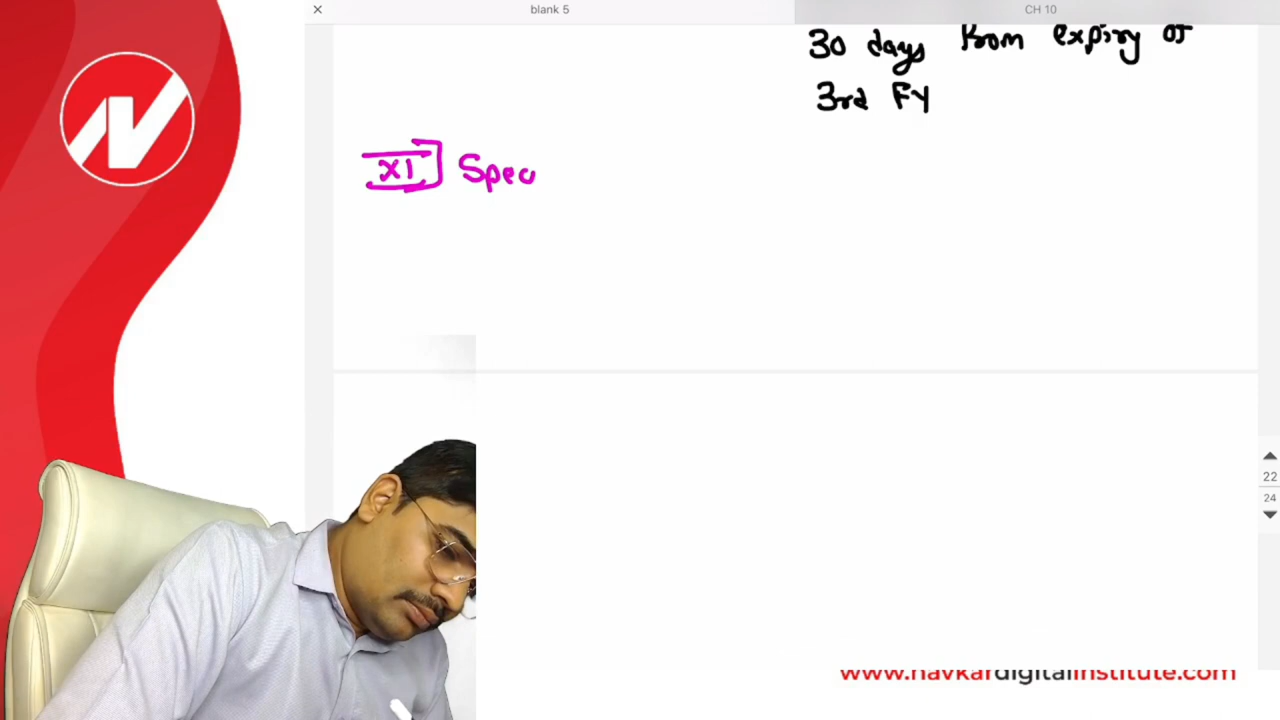 blank 5
CH 10
30 days from expiry of
3rd FY
XI Spec
22
24
www.navkardigitalinstitute.com